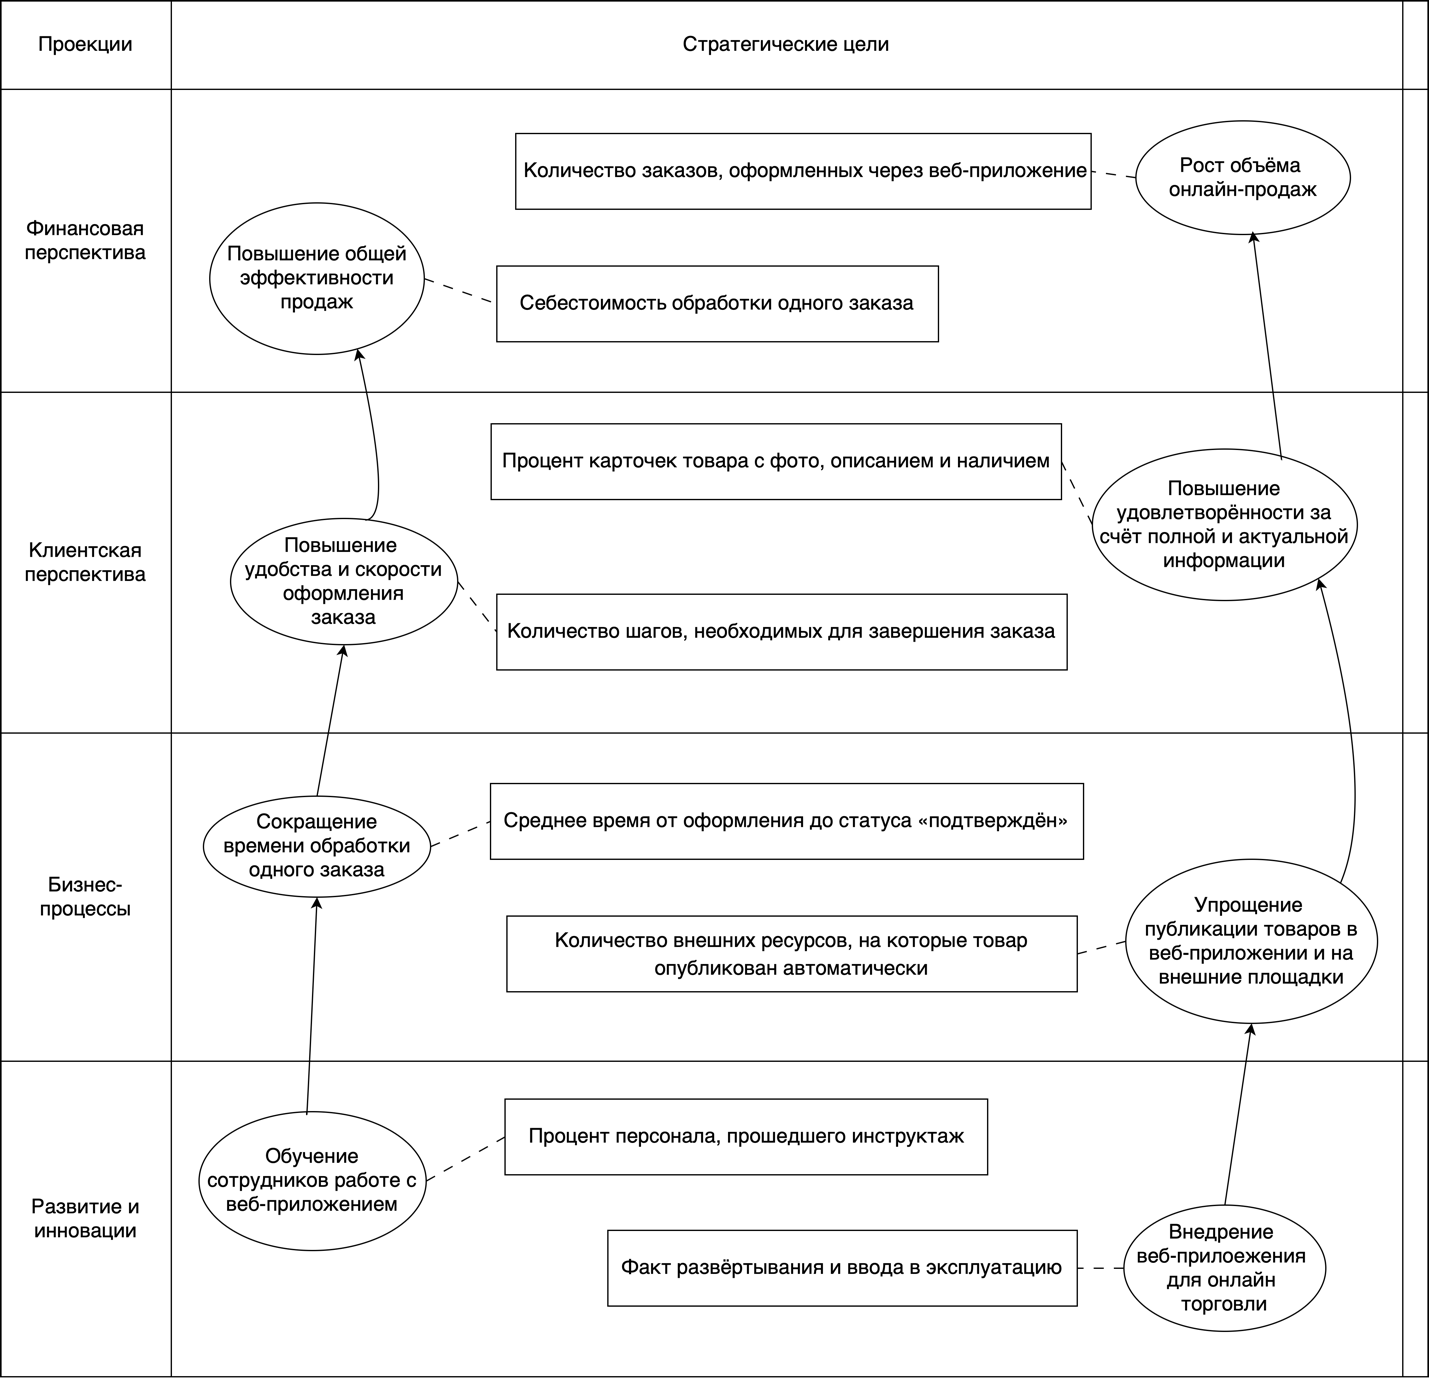 Проекции
Стратегические цели
Финансовая
перспектива
Количество заказов, оформленных через веб-приложение
Рост объёма
онлайн-продаж
Повышение общей
эффективности
продаж
Себестоимость обработки одного заказа
Клиентская
перспектива
Процент карточек товара с фото, описанием и наличием
Повышение
удовлетворённости за
счёт полной и актуальной
информации
Повышение
удобства и скорости
оформления
заказа
Количество шагов, необходимых для завершения заказа
Бизнес-
процессы
Сокращение
времени обработки
одного заказа
Среднее время от оформления до статуса «подтверждён»
Количество внешних ресурсов, на которые товар
опубликован автоматически
Упрощение
публикации товаров в
веб-приложении и на
внешние площадки
Развитие и
инновации
Обучение
сотрудников работе с
веб-приложением
Процент персонала, прошедшего инструктаж
Факт развёртывания и ввода в эксплуатацию
Внедрение
веб-прилоежения
для онлайн
торговли